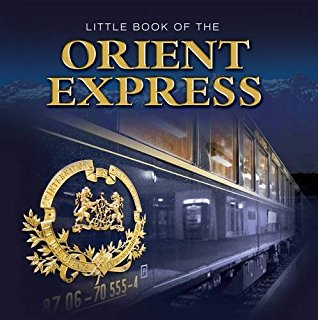 LITTLE BOOK OF THE
ORIENT
EXPRESS
87 06-70 555-4